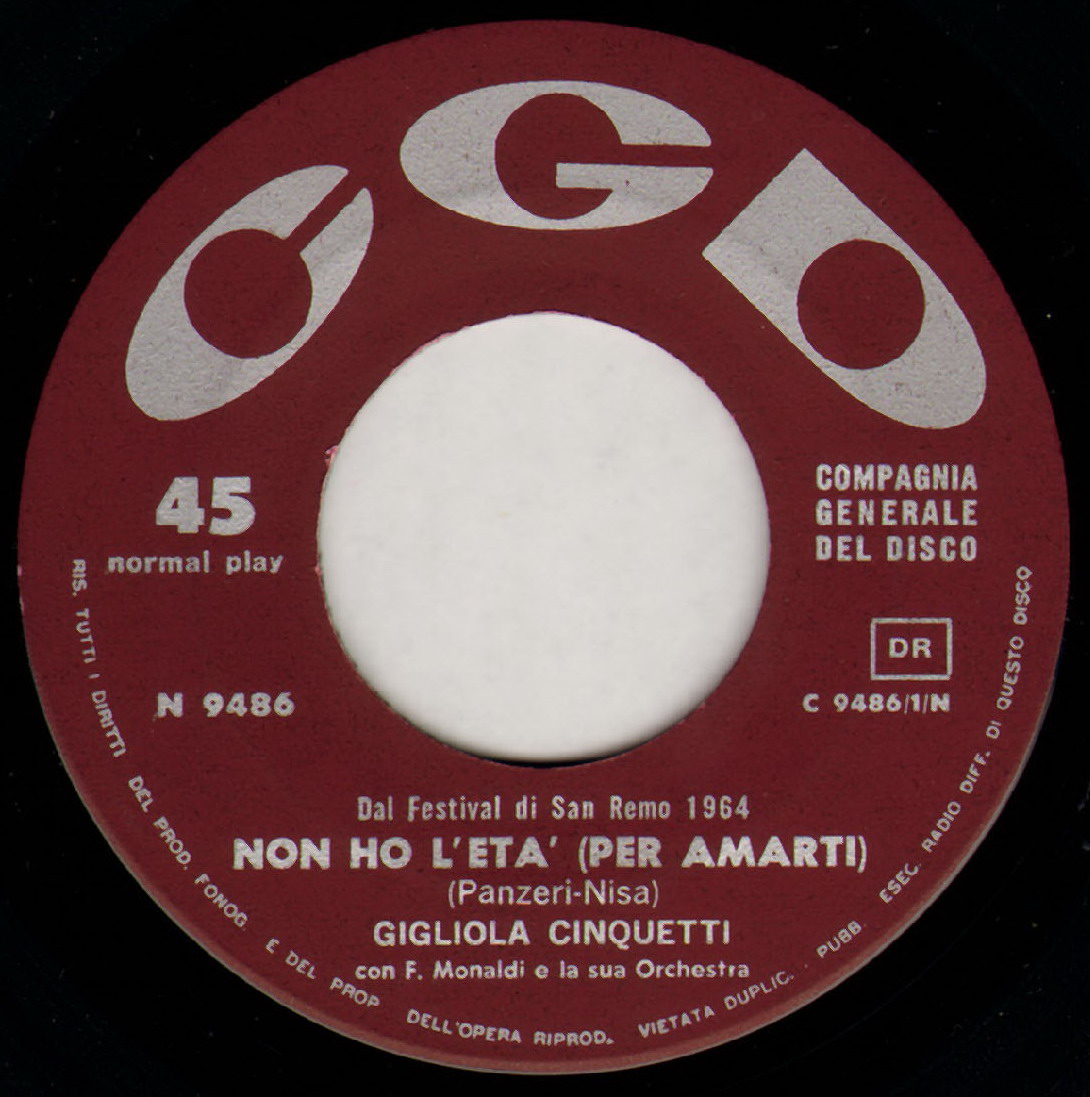 CGD
45
normal play
COMPAGNIA
GENERALE
DEL DISCO
DR
N 9486
C 9486/1/N
Dal Festival di San Remo 1964
NON HO L'ETA' (PER AMARTI)
(Panzeri-Nisa)
GIGLIOLA CINQUETTI
con F. Monaldi e la sua Orchestra
RIS. TUTTI I DIRITTI DEL PROD. FONOG. E DEL PROP DELL'OPERA RIPROD. VIETATA DUPLIC. · PUBB. ESEC. RADIO DIFF. DI QUESTO DISCO